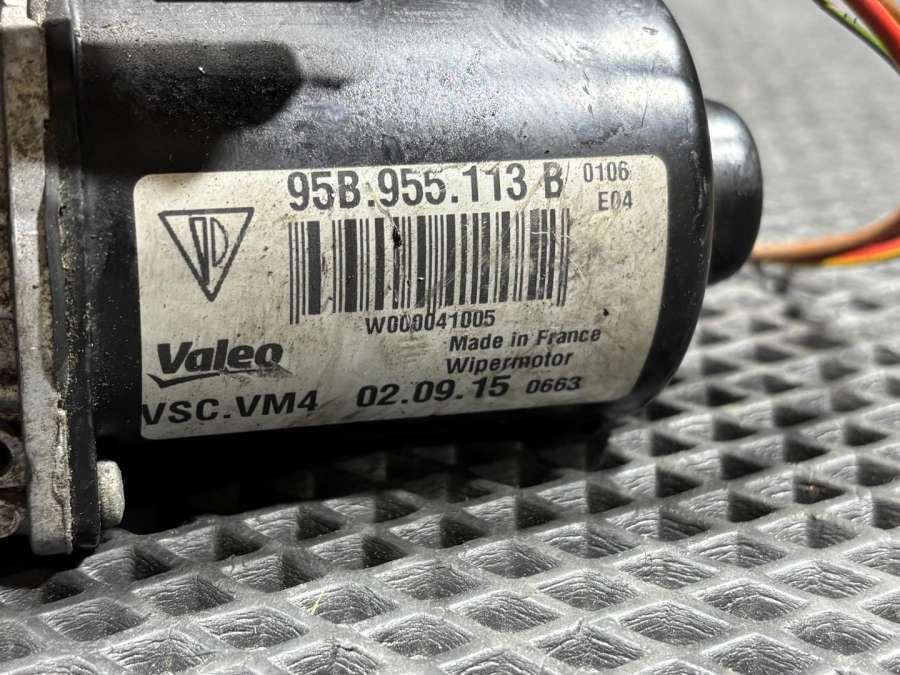 95B.955.113 B 0106
E04
W000041005
Made in France
Valeo
Wipermotor
VSC.VM4 02.09.15 0663